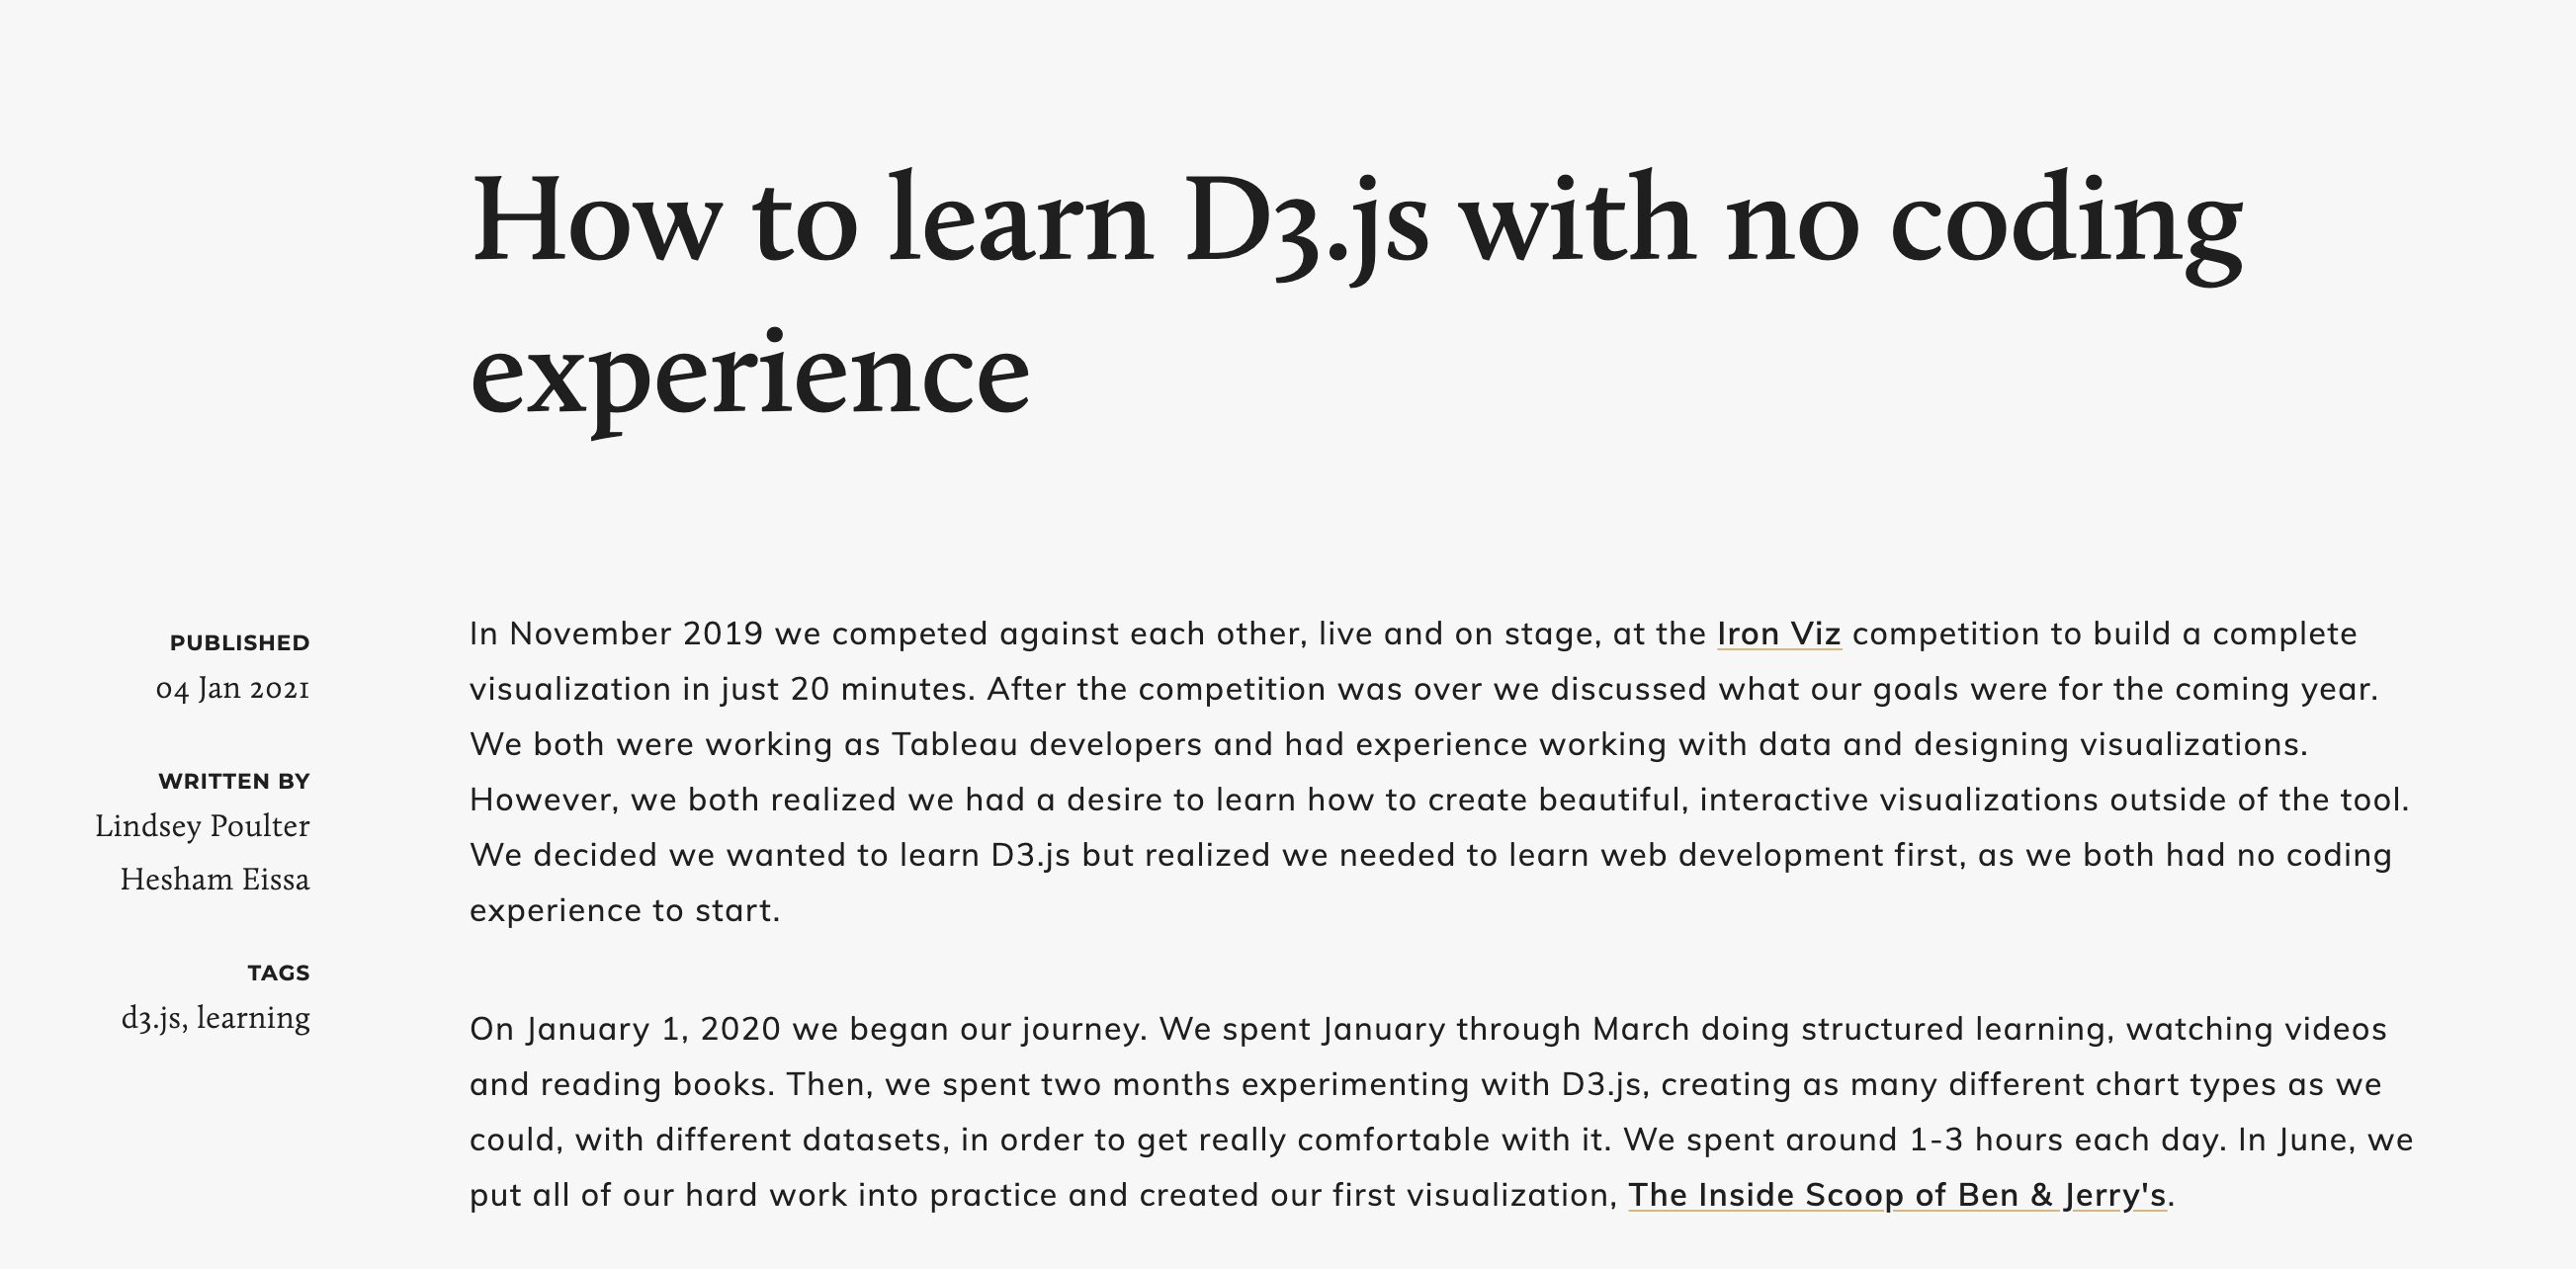 How to learn D3.js with no coding
experience
PUBLISHED
04 Jan 2021
WRITTEN BY
Lindsey Poulter
Hesham Eissa
TAGS
d3.js, learning
In November 2019 we competed against each other, live and on stage, at the Iron Viz competition to build a complete
visualization in just 20 minutes. After the competition was over we discussed what our goals were for the coming year.
We both were working as Tableau developers and had experience working with data and designing visualizations.
However, we both realized we had a desire to learn how to create beautiful, interactive visualizations outside of the tool.
We decided we wanted to learn D3.js but realized we needed to learn web development first, as we both had no coding
experience to start.
On January 1, 2020 we began our journey. We spent January through March doing structured learning, watching videos
and reading books. Then, we spent two months experimenting with D3.js, creating as many different chart types as we
could, with different datasets, in order to get really comfortable with it. We spent around 1-3 hours each day. In June, we
put all of our hard work into practice and created our first visualization, The Inside Scoop of Ben & Jerry's.